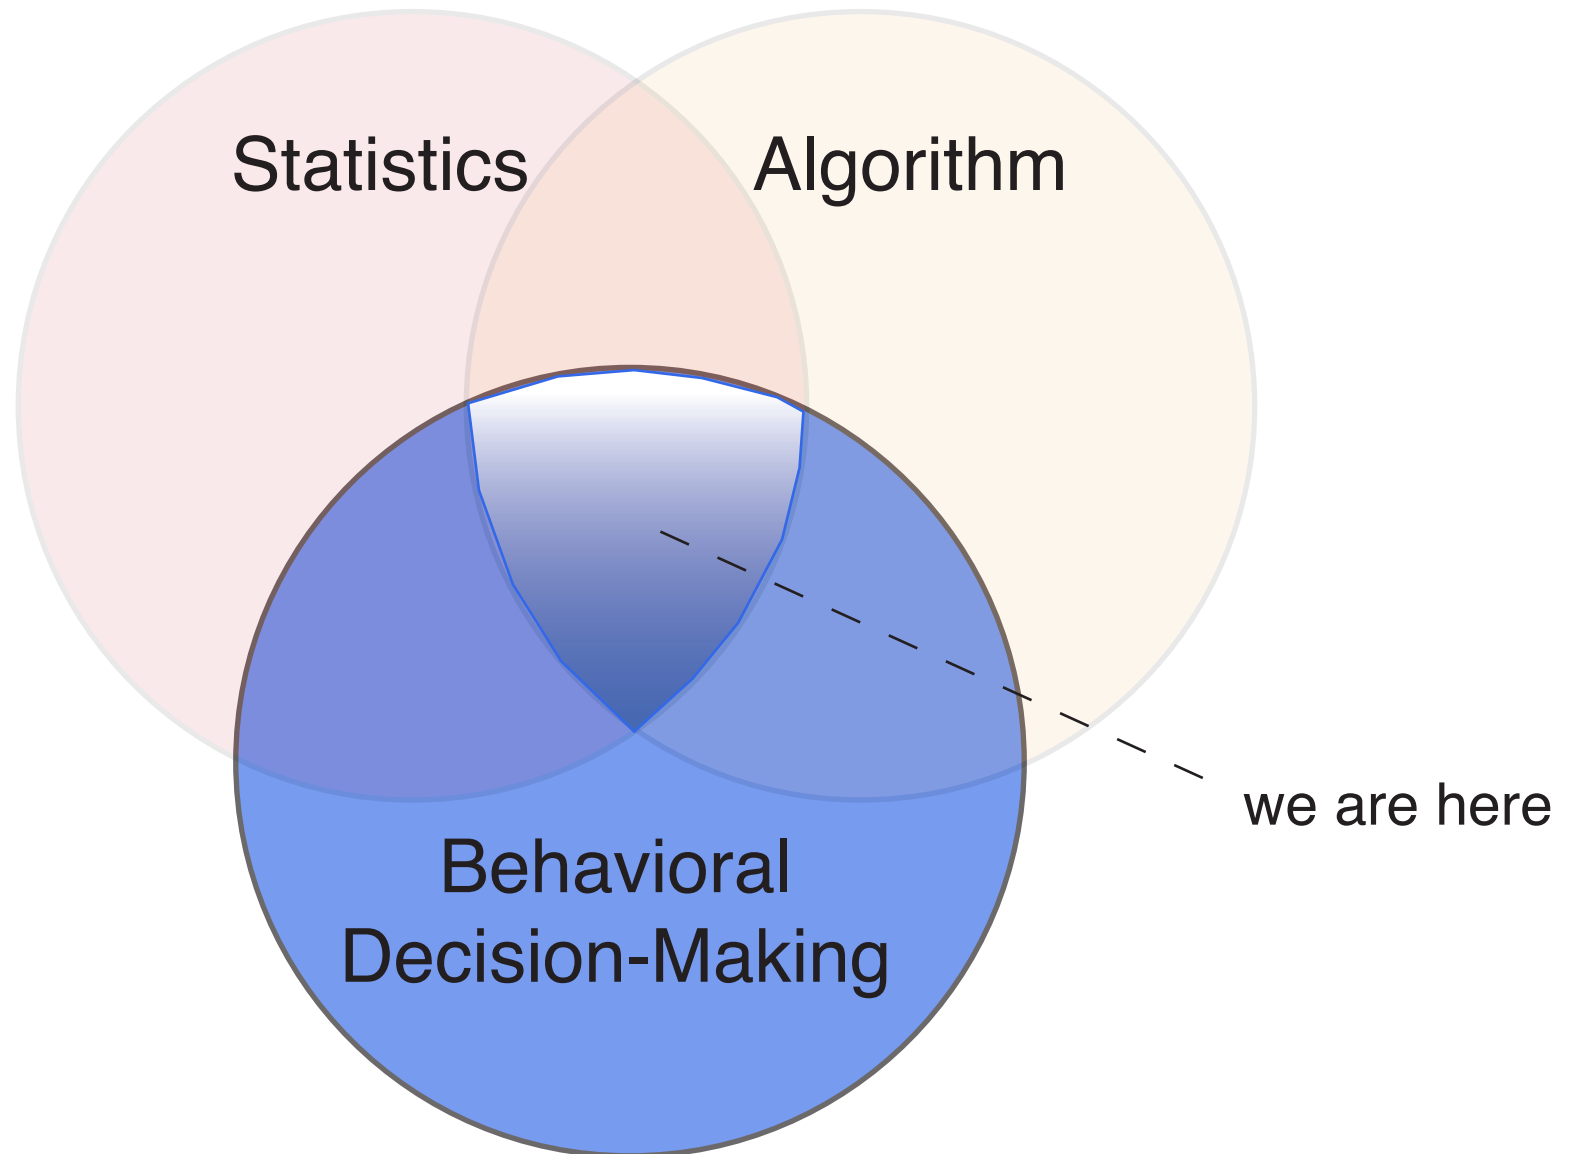 Statistics
Algorithm
we are here
Behavioral
Decision-Making